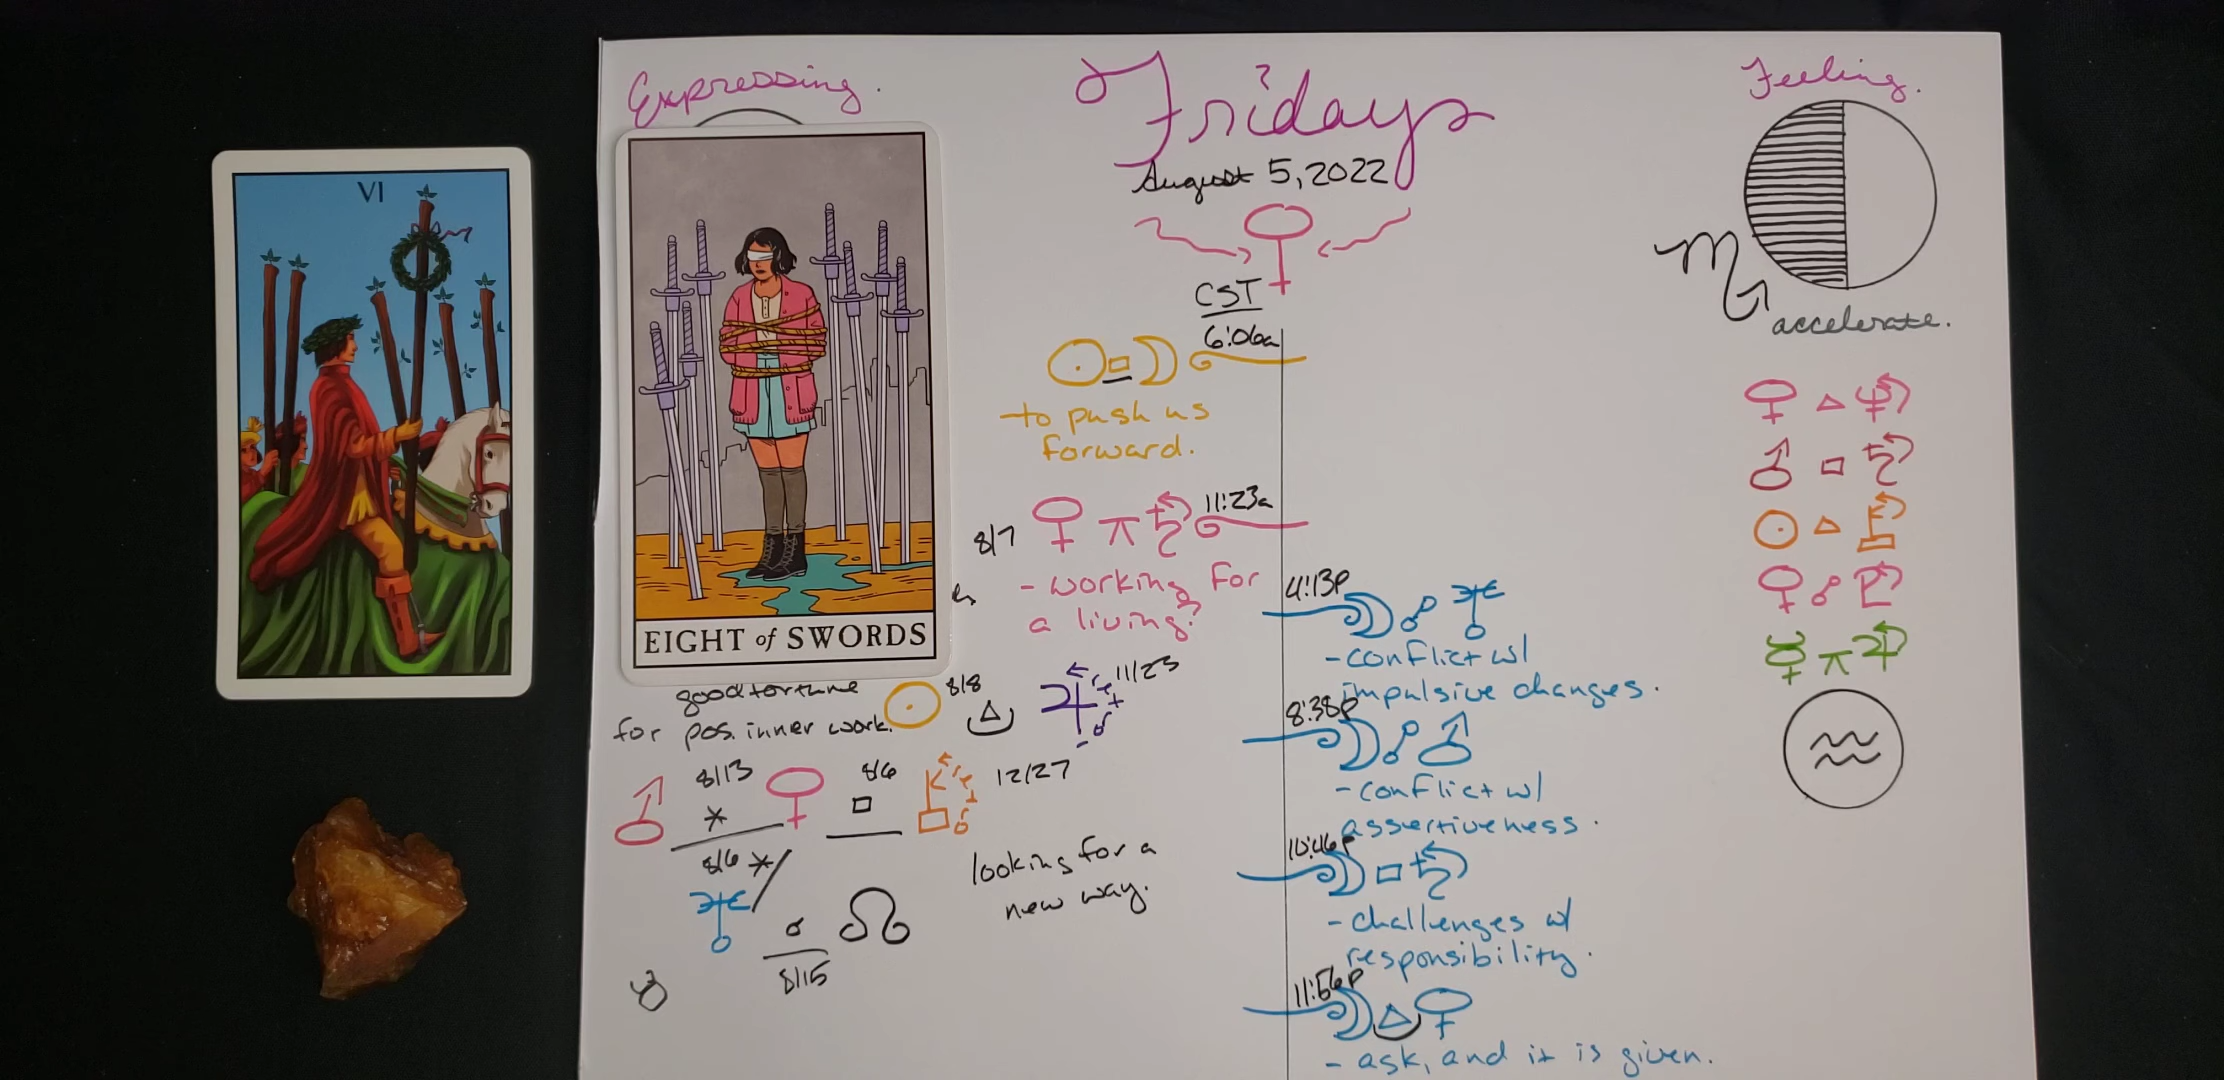 Expressing.
Fridays
Feeling.
August 5, 2022
VI
CST
6:06a
accelerate.
-to push us
forward.
11:23a
8/7
- working for
a living?
EIGHT of SWORDS
4:13p
-conflict w/
impulsive changes.
good fortune
for pos. inner work.
8/8
11/23
8:38p
-conflict w/
assertiveness.
8/13
8/6
12/27
8/6
looking for a
new way.
10:46p
-challenges w/
responsibility.
8/15
11:56p
- ask, and it is given.